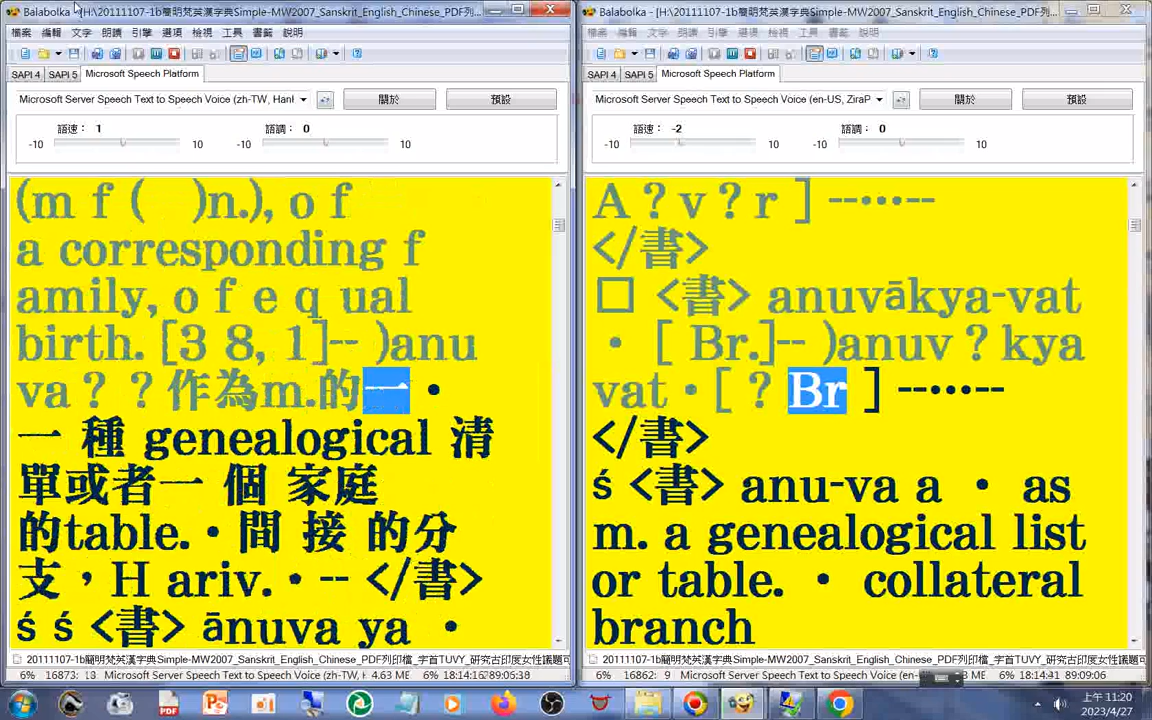 Balabolka - [H:\20111107-1b簡明梵英漢字典Simple-MW2007_Sanskrit_English_Chinese_PDF列...
檔案 編輯 文字 朗讀 引擎 選項 檢視 工具 書籤 說明
SAPI 4 SAPI 5 Microsoft Speech Platform
Microsoft Server Speech Text to Speech Voice (zh-TW, Hanl
關於 預設
語速： 1 語調： 0
-10 10 -10 10
(m f ( )n.), o f
a corresponding f
amily, o f e q ual
birth. [3 8, 1]-- )anu
va？？作為m.的一 •
一 種 genealogical 清
單或者一 個 家庭
的table.•間 接 的分
支，H ariv.•-- </書>
ś ś <書> ānuva ya •
20111107-1b簡明梵英漢字典Simple-MW2007_Sanskrit_English_Chinese_PDF列印檔_字首TUVY_研究古印度女性議題可
6% 16873: 13 Microsoft Server Speech Text to Speech Voice (zh-TW, H 4.63 ME 6% 18:14:16/89:05:38
Balabolka - [H:\20111107-1b簡明梵英漢字典Simple-MW2007_Sanskrit_English_Chinese_PDF列...
檔案 編輯 文字 朗讀 引擎 選項 檢視 工具 書籤 說明
SAPI 4 SAPI 5 Microsoft Speech Platform
Microsoft Server Speech Text to Speech Voice (en-US, ZiraP
關於 預設
語速： -2 語調： 0
-10 10 -10 10
A？v？r ] --•••--
</書>
□ <書> anuvākya-vat
• [ Br.]-- )anuv？kya
vat •[ ？Br ] --•••--
</書>
ś <書> anu-va a • as
m. a genealogical list
or table. • collateral
branch
20111107-1b簡明梵英漢字典Simple-MW2007_Sanskrit_English_Chinese_PDF列印檔_字首TUVY_研究古印度女性議題可
6% 16862: 9 Microsoft Server Speech Text to Speech Voice (en-U 6% 18:14:41/89:09:06
上午 11:20
2023/4/27